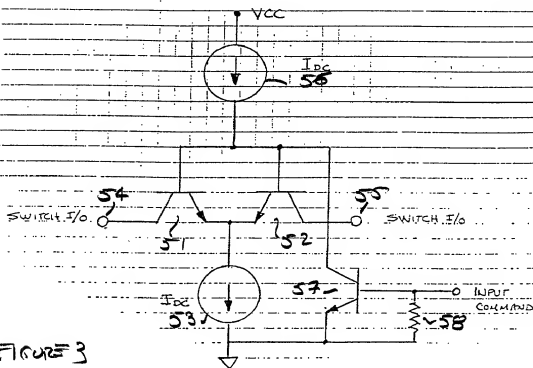 VCC
IDC
56
54
55
SWITCH I/O
51
52
SWITCH I/O
IDC
53
57
INPUT
COMMAND
58
FIGURE 3